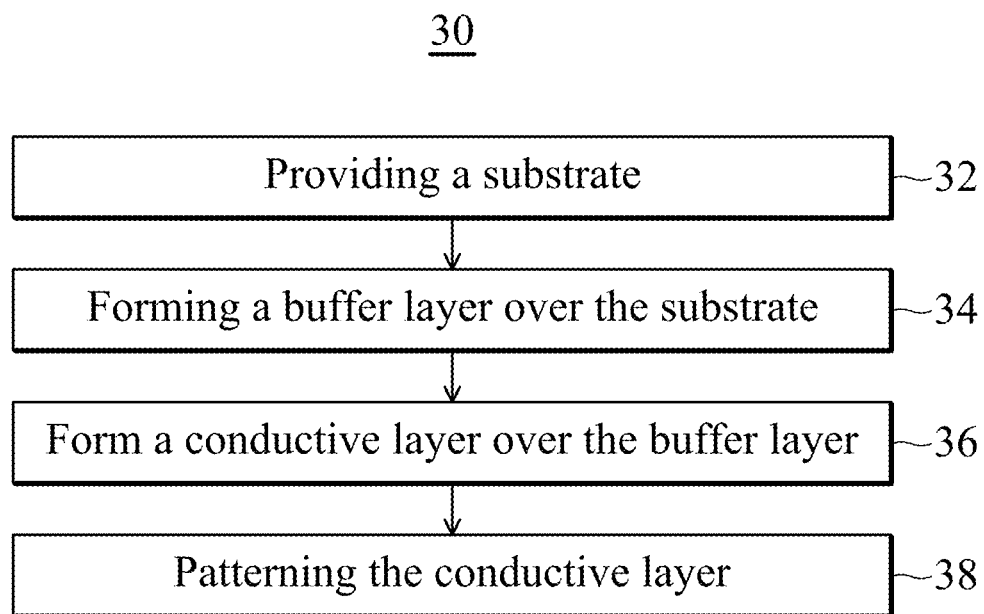 30
Providing a substrate
32
Forming a buffer layer over the substrate
34
Form a conductive layer over the buffer layer
36
Patterning the conductive layer
38